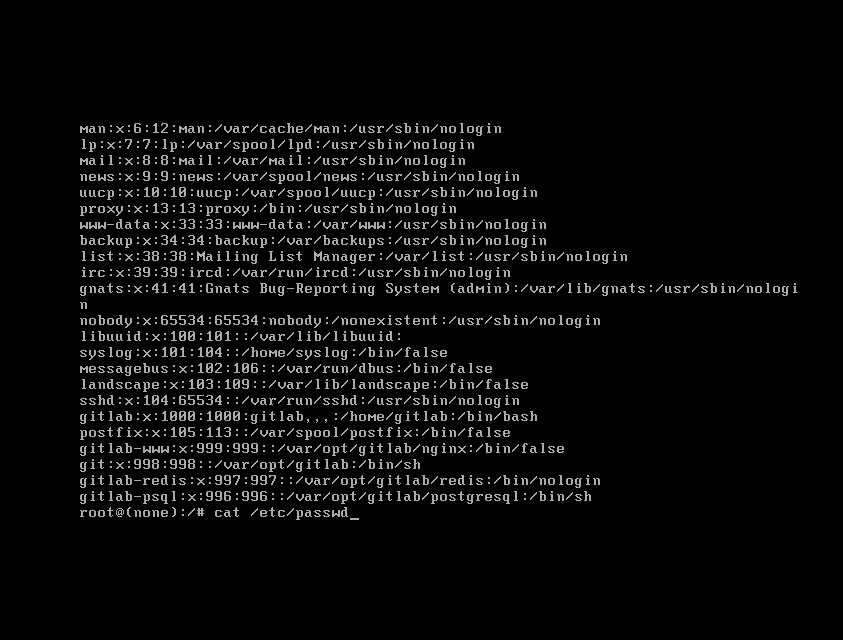 man:x:6:12:man:/var/cache/man:/usr/sbin/nologin
lp:x:7:7:lp:/var/spool/lpd:/usr/sbin/nologin
mail:x:8:8:mail:/var/mail:/usr/sbin/nologin
news:x:9:9:news:/var/spool/news:/usr/sbin/nologin
uucp:x:10:10:uucp:/var/spool/uucp:/usr/sbin/nologin
proxy:x:13:13:proxy:/bin:/usr/sbin/nologin
www-data:x:33:33:www-data:/var/www:/usr/sbin/nologin
backup:x:34:34:backup:/var/backups:/usr/sbin/nologin
list:x:38:38:Mailing List Manager:/var/list:/usr/sbin/nologin
irc:x:39:39:ircd:/var/run/ircd:/usr/sbin/nologin
gnats:x:41:41:Gnats Bug-Reporting System (admin):/var/lib/gnats:/usr/sbin/nologi
n
nobody:x:65534:65534:nobody:/nonexistent:/usr/sbin/nologin
libuuid:x:100:101::/var/lib/libuuid:
syslog:x:101:104::/home/syslog:/bin/false
messagebus:x:102:106::/var/run/dbus:/bin/false
landscape:x:103:109::/var/lib/landscape:/bin/false
sshd:x:104:65534::/var/run/sshd:/usr/sbin/nologin
gitlab:x:1000:1000:gitlab,,,:/home/gitlab:/bin/bash
postfix:x:105:113::/var/spool/postfix:/bin/false
gitlab-www:x:999:999::/var/opt/gitlab/nginx:/bin/false
git:x:998:998::/var/opt/gitlab:/bin/sh
gitlab-redis:x:997:997::/var/opt/gitlab/redis:/bin/nologin
gitlab-psql:x:996:996::/var/opt/gitlab/postgresql:/bin/sh
root@(none):/# cat /etc/passwd_